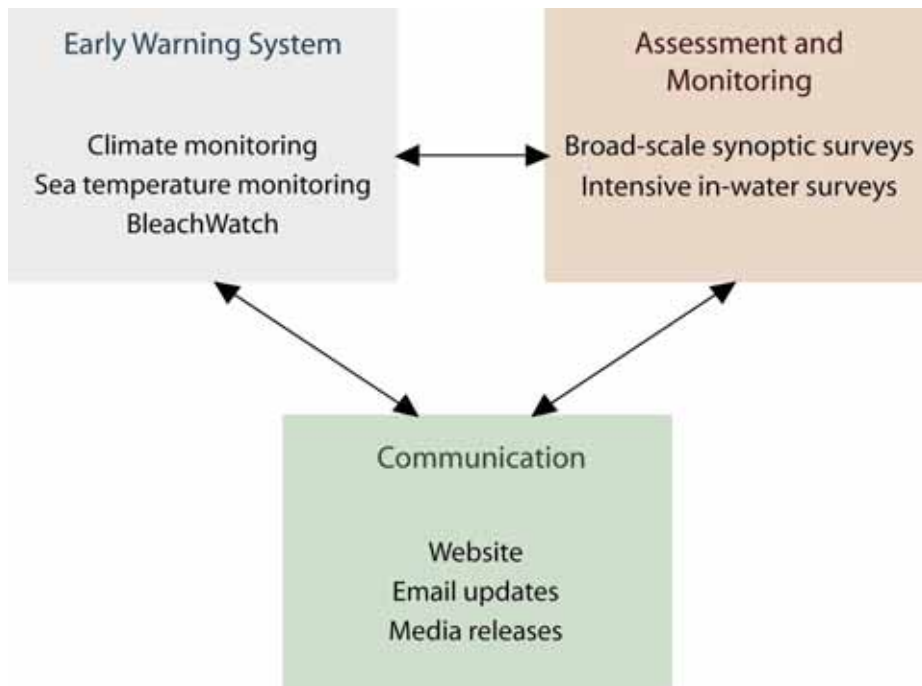 Early Warning System
Climate monitoring
Sea temperature monitoring
BleachWatch
Assessment and
Monitoring
Broad-scale synoptic surveys
Intensive in-water surveys
Communication
Website
Email updates
Media releases